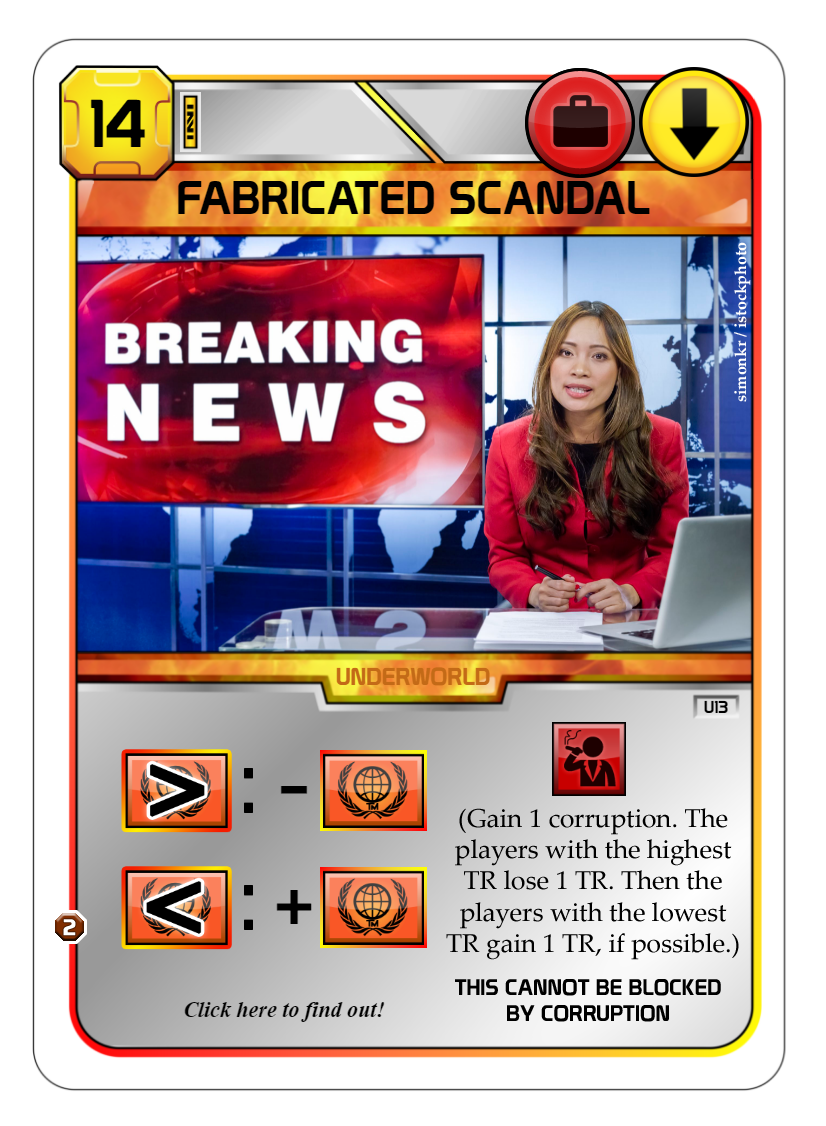 14
FABRICATED SCANDAL
simonkr / istockphoto
BREAKING
NEWS
UNDERWORLD
U13
> : -
< : +
TM
TM
(Gain 1 corruption. The
players with the highest
TR lose 1 TR. Then the
players with the lowest
TR gain 1 TR, if possible.)
2
THIS CANNOT BE BLOCKED
BY CORRUPTION
Click here to find out!